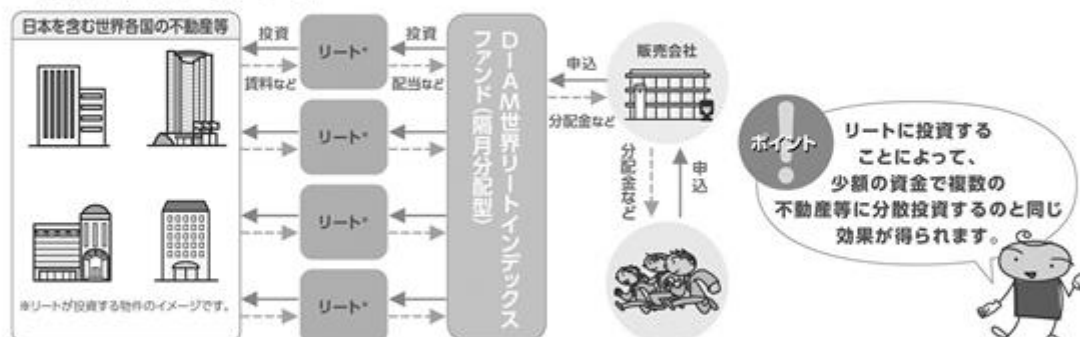 日本を含む世界各国の不動産等
※リートが投資する物件のイメージです。
投資
賃料など
リート*
リート*
リート*
リート*
投資
配当など
DIAM世界リートインデックス
ファンド(隔月分配型)
申込
分配金など
販売会社
分配金など
申込
ポイント
リートに投資する
ことによって、
少額の資金で複数の
不動産等に分散投資するのと同じ
効果が得られます。